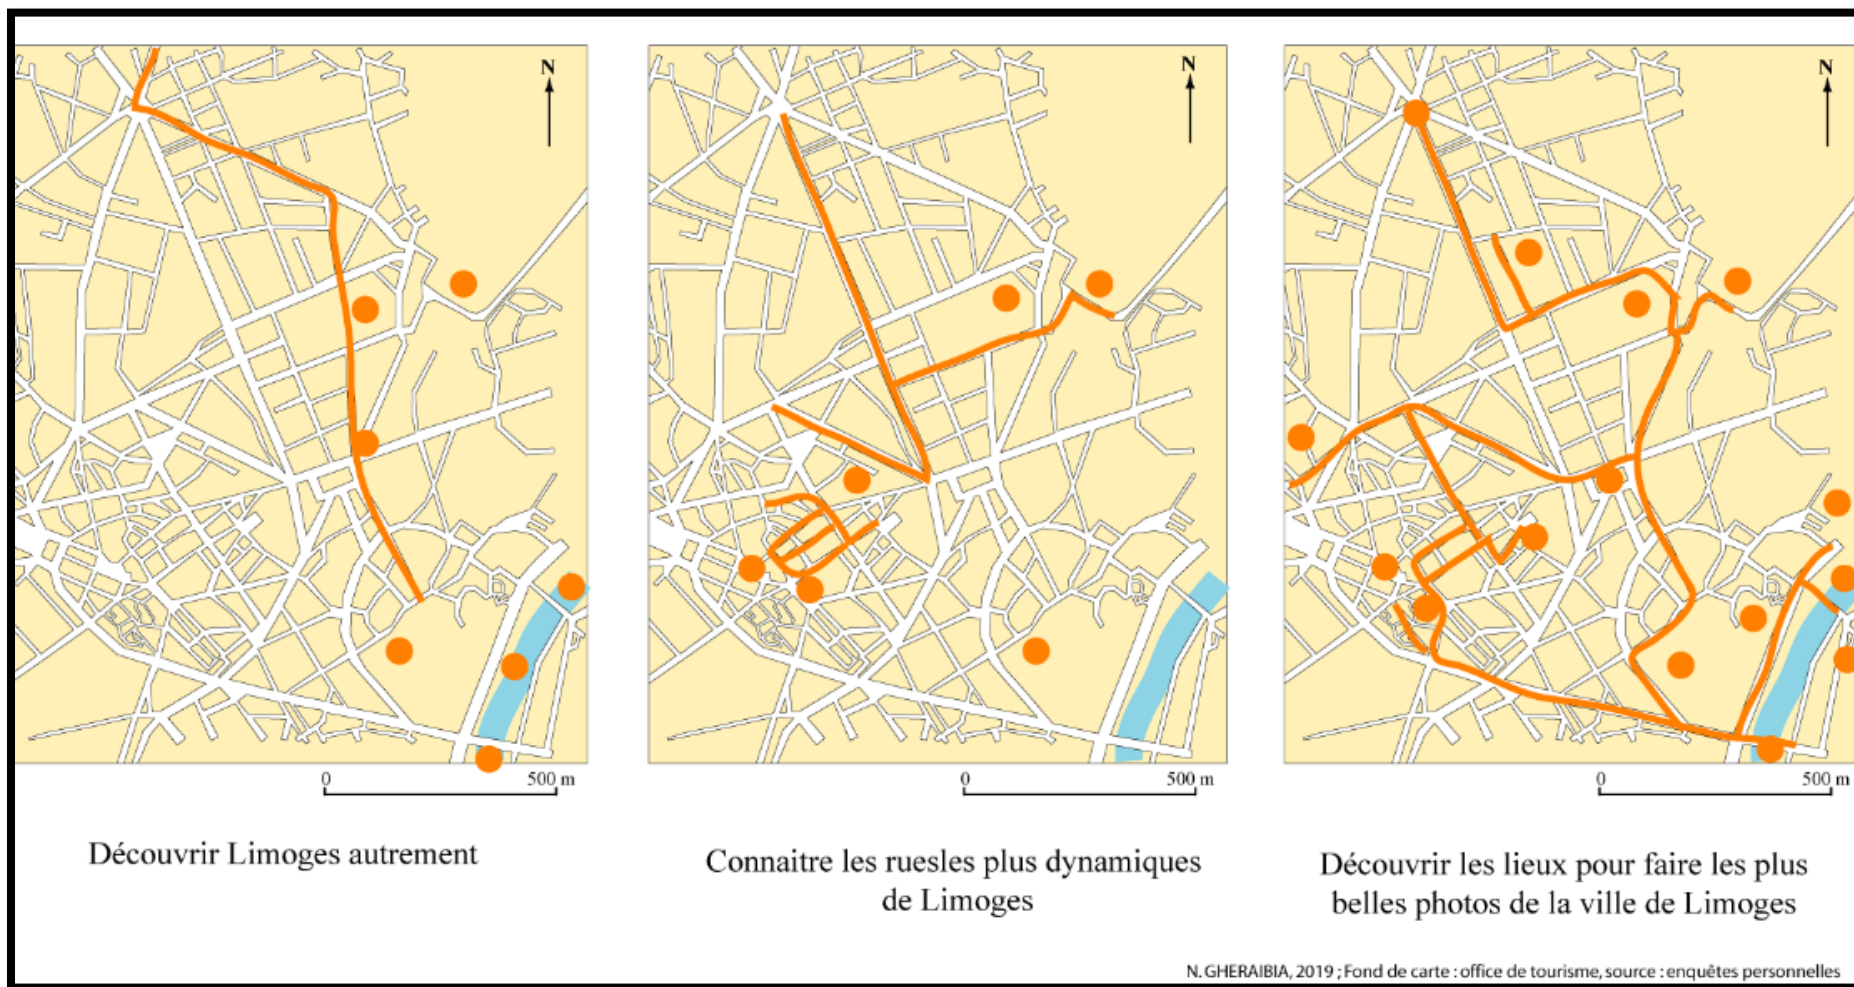 N
N
N
0 500 m
0 500 m
0 500 m
Découvrir Limoges autrement
Connaitre les ruesles plus dynamiques
de Limoges
Découvrir les lieux pour faire les plus
belles photos de la ville de Limoges
N. GHERAIBIA, 2019 ; Fond de carte : office de tourisme, source : enquêtes personnelles